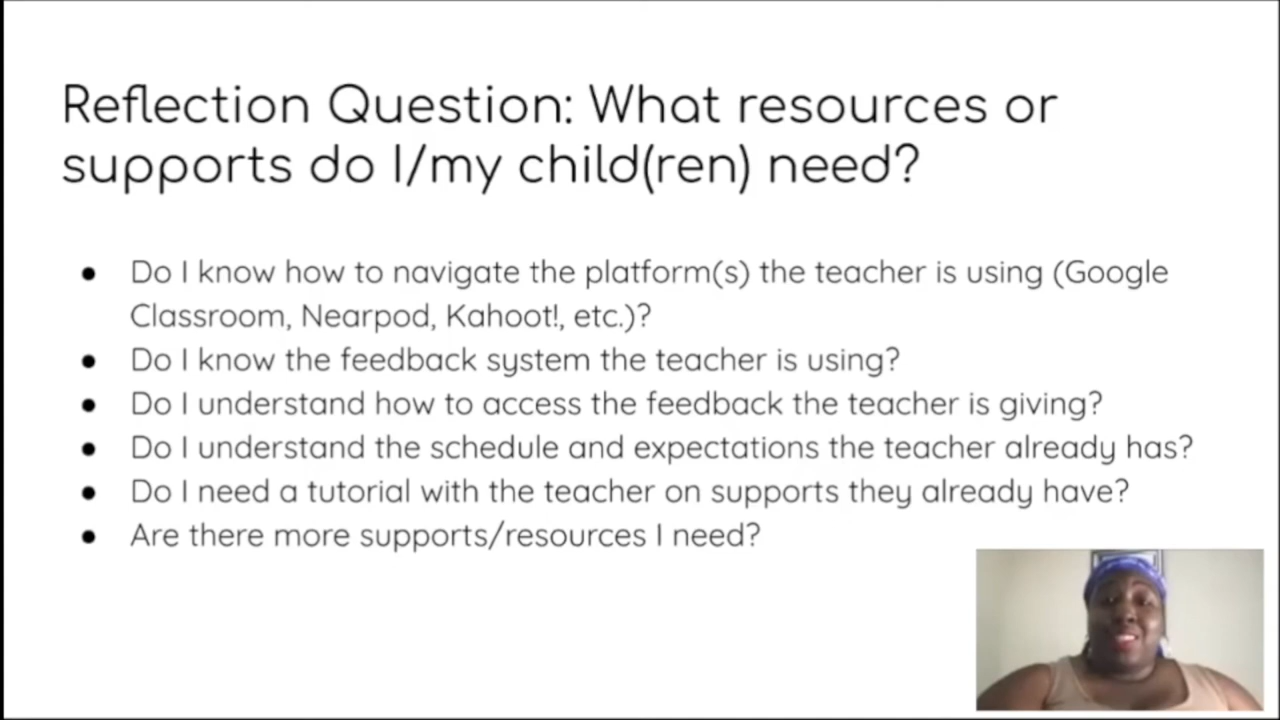 Reflection Question: What resources or
supports do I/my child(ren) need?
● Do I know how to navigate the platform(s) the teacher is using (Google
Classroom, Nearpod, Kahoot!, etc.)?
● Do I know the feedback system the teacher is using?
● Do I understand how to access the feedback the teacher is giving?
● Do I understand the schedule and expectations the teacher already has?
● Do I need a tutorial with the teacher on supports they already have?
● Are there more supports/resources I need?